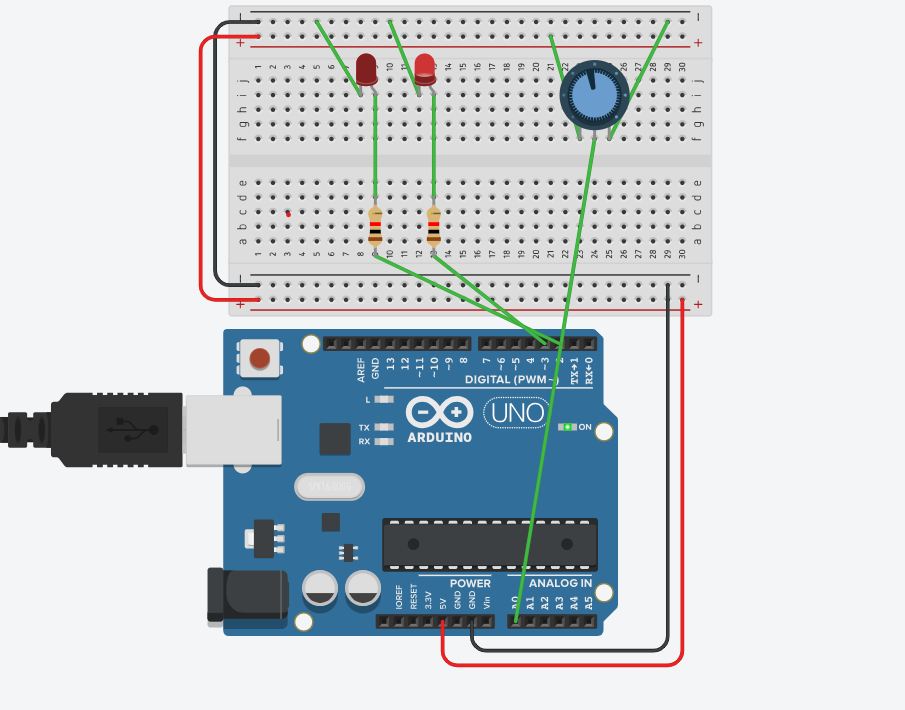 − −
+ +
1 2 3 4 5 6 7 8 9 10 11 12 13 14 15 16 17 18 19 20 21 22 23 24 25 26 27 28 29 30
j j
i i
h h
g g
f f
e e
d d
c c
b b
a a
1 2 3 4 5 6 7 8 9 10 11 12 13 14 15 16 17 18 19 20 21 22 23 24 25 26 27 28 29 30
− −
+ +
AREF GND 13 12 ~11 ~10 ~9 8 7 ~6 ~5 4 ~3 2 TX→1 RX←0
DIGITAL (PWM~)
L
TX
RX
UNO
ARDUINO
ON
POWER ANALOG IN
IOREF RESET 3.3V 5V GND GND Vin A0 A1 A2 A3 A4 A5